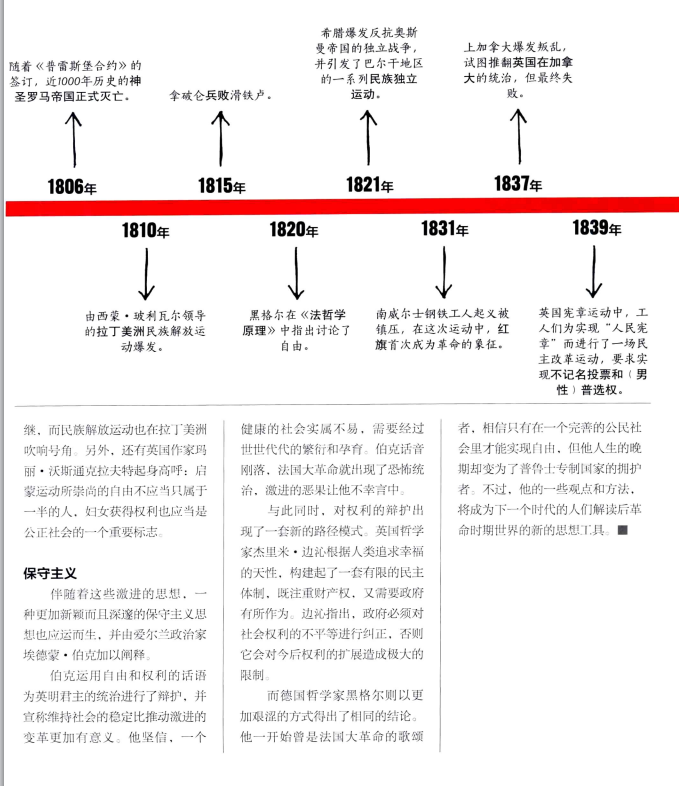 随着《普雷斯堡合约》的
签订，近1000年历史的神
圣罗马帝国正式灭亡。
1806年
拿破仑兵败滑铁卢。
1815年
希腊爆发反抗奥斯
曼帝国的独立战争，
并引发了巴尔干地区
的一系列民族独立
运动。
1821年
上加拿大爆发叛乱，
试图推翻英国在加拿
大的统治，但最终失
败。
1837年
1810年
由西蒙·玻利瓦尔领导
的拉丁美洲民族解放运
动爆发。
1820年
黑格尔在《法哲学
原理》中指出讨论了
自由。
1831年
南威尔士钢铁工人起义被
镇压，在这次运动中，红
旗首次成为革命的象征。
1839年
英国宪章运动中，工
人们为实现“人民宪
章”而进行了一场民
主改革运动，要求实
现不记名投票和（男
性）普选权。
继，而民族解放运动也在拉丁美洲
吹响号角。另外，还有英国作家玛
丽·沃斯通克拉夫特起身高呼：启
蒙运动所崇尚的自由不应当只属于
一半的人，妇女获得权利也应当是
公正社会的一个重要标志。
保守主义
伴随着这些激进的思想，一
种更加新颖而且深邃的保守主义思
想也应运而生，并由爱尔兰政治家
埃德蒙·伯克加以阐释。
伯克运用自由和权利的话语
为英明君主的统治进行了辩护，并
宣称维持社会的稳定比推动激进的
变革更加有意义。他坚信，一个
健康的社会实属不易，需要经过
世世代代的繁衍和孕育。伯克话音
刚落，法国大革命就出现了恐怖统
治，激进的恶果让他不幸言中。
与此同时，对权利的辩护出
现了一套新的路径模式。英国哲学
家杰里米·边沁根据人类追求幸福
的天性，构建起了一套有限的民主
体制，既注重财产权，又需要政府
有所作为。边沁指出，政府必须对
社会权利的不平等进行纠正，否则
它会对今后权利的扩展造成极大的
限制。
而德国哲学家黑格尔则以更
加艰涩的方式得出了相同的结论。
他一开始曾是法国大革命的歌颂
者，相信只有在一个完善的公民社
会里才能实现自由，但他人生的晚
期却变为了普鲁士专制国家的拥护
者。不过，他的一些观点和方法，
将成为下一个时代的人们解读后革
命时期世界的新的思想工具。■